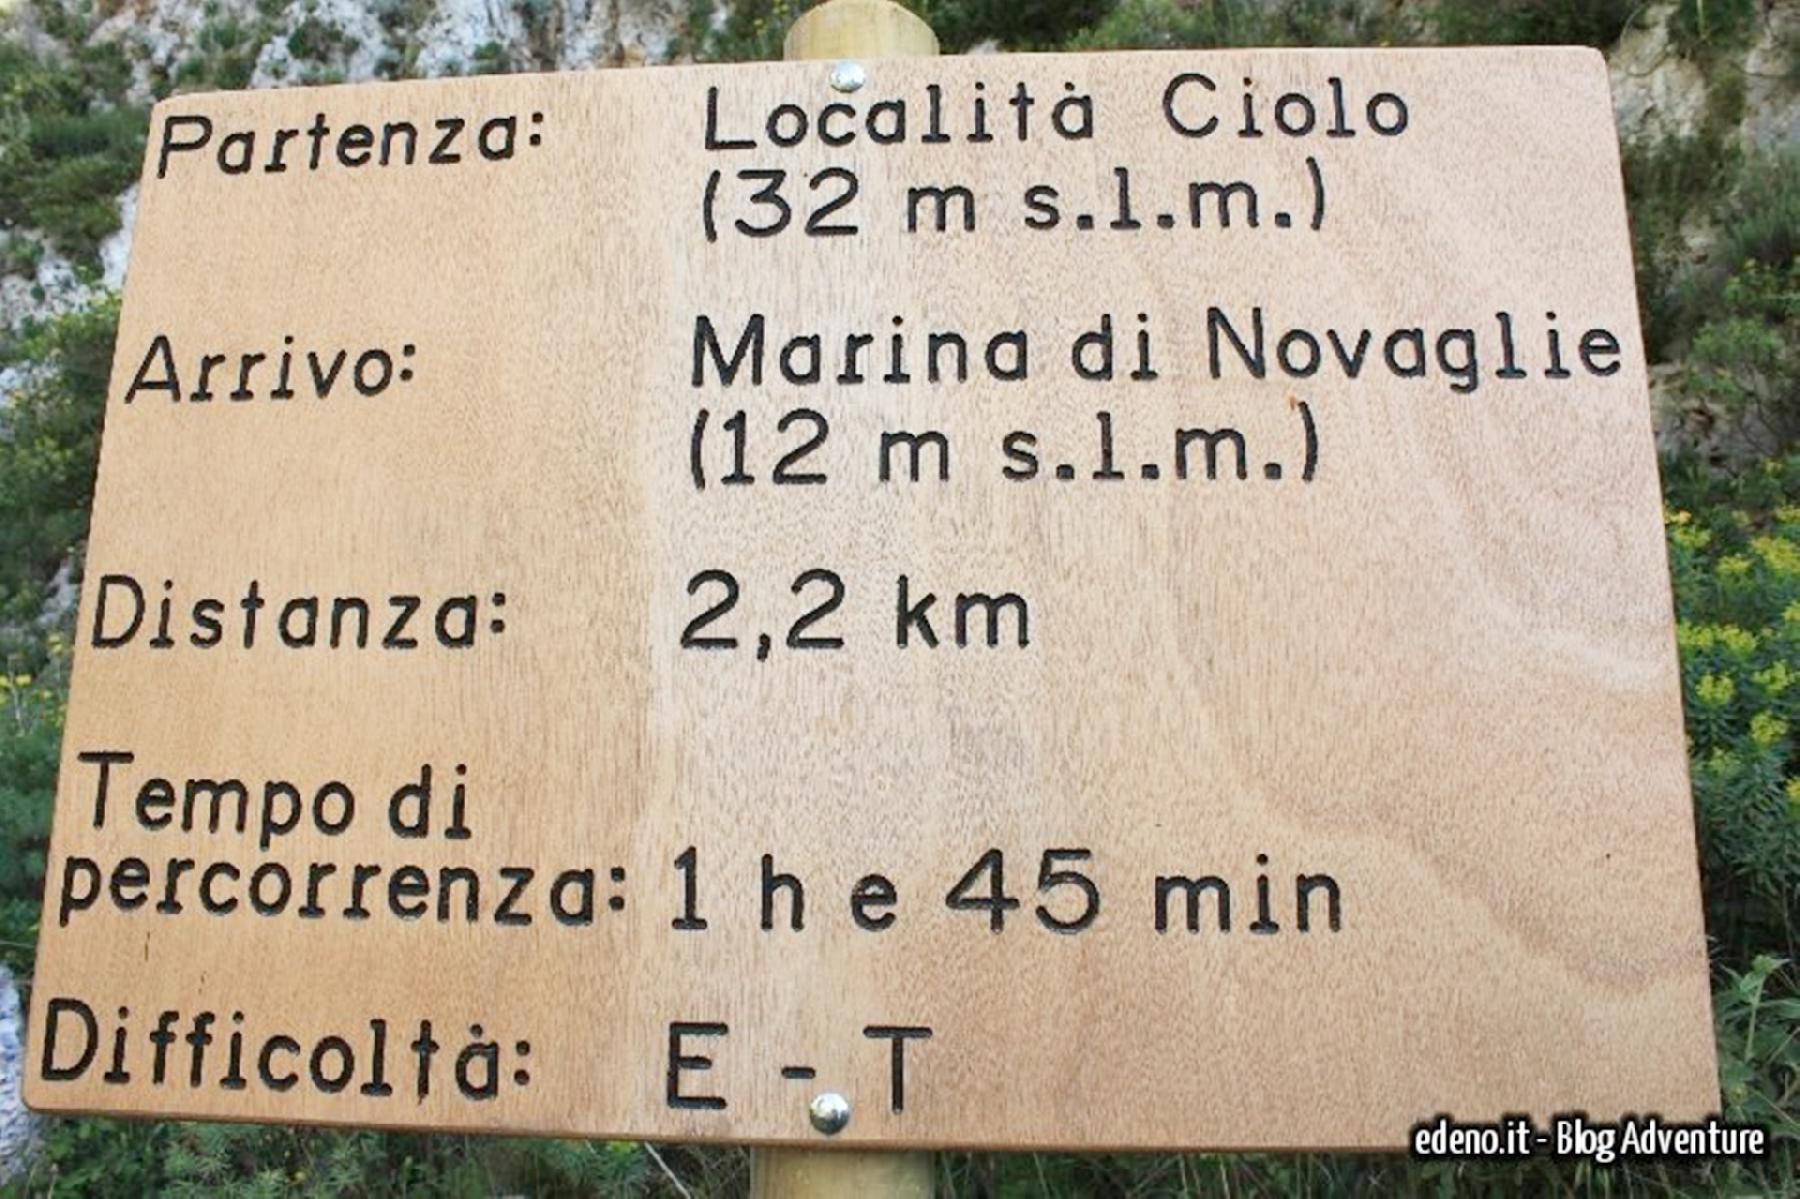 Partenza: Località Ciolo
(32 m s.l.m.)
Arrivo: Marina di Novaglie
(12 m s.l.m.)
Distanza: 2,2 km
Tempo di
percorrenza: 1 h e 45 min
Difficoltà: E - T
edeno.it - Blog Adventure